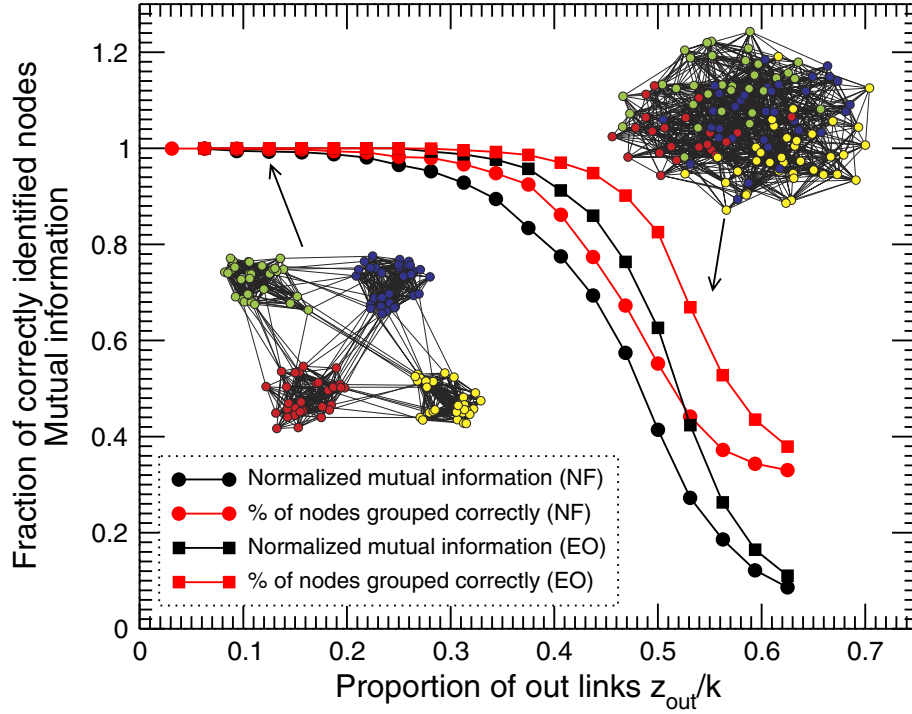 Fraction of correctly identified nodes
Mutual information
1.2
1
0.8
0.6
0.4
0.2
0
Normalized mutual information (NF)
% of nodes grouped correctly (NF)
Normalized mutual information (EO)
% of nodes grouped correctly (EO)
0 0.1 0.2 0.3 0.4 0.5 0.6 0.7
Proportion of out links z_out/k